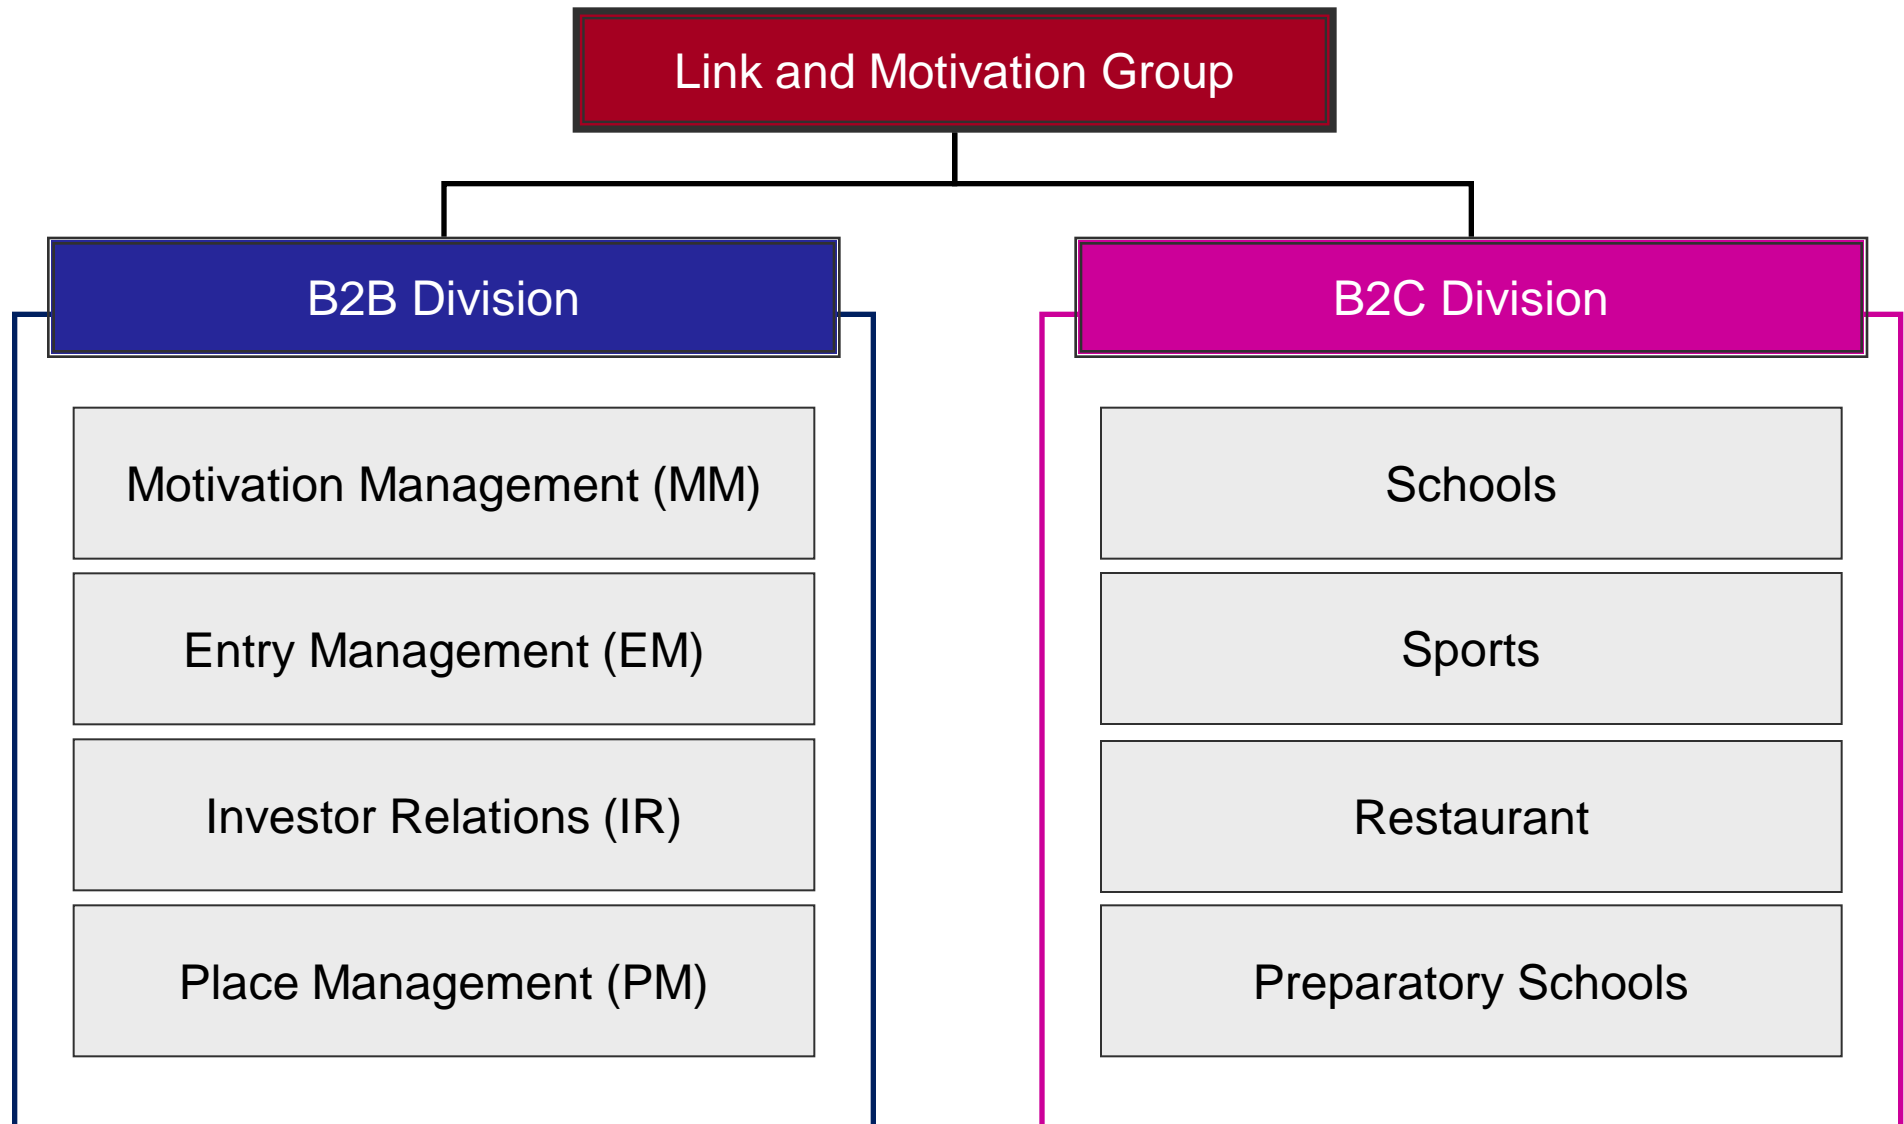 Link and Motivation Group
B2B Division
Motivation Management (MM)
Entry Management (EM)
Investor Relations (IR)
Place Management (PM)
B2C Division
Schools
Sports
Restaurant
Preparatory Schools